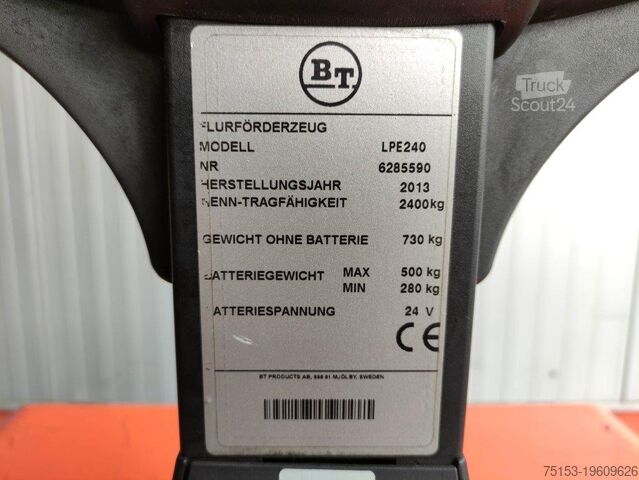 BT
Truck
Scout24
FLURFÖRDERZEUG
MODELL LPE240
NR 6285590
HERSTELLUNGSJAHR 2013
NENN-TRAGFÄHIGKEIT 2400kg
GEWICHT OHNE BATTERIE 730 kg
BATTERIEGEWICHT MAX 500 kg
MIN 280 kg
BATTERIESPANNUNG 24 V
CE
BT PRODUCTS AB, 595 81 MJÖLBY, SWEDEN
75153-19609626